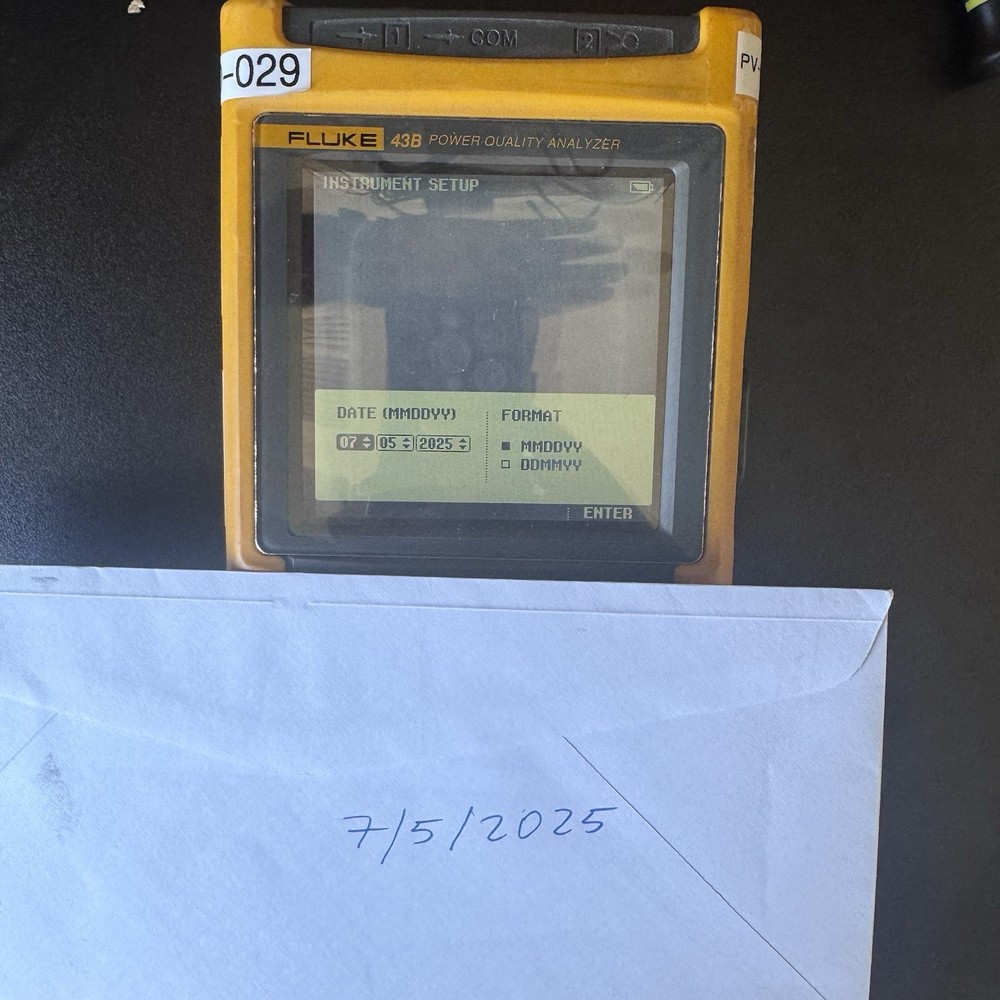 1 COM 2
-029
PV-
FLUKE 43B POWER QUALITY ANALYZER
INSTRUMENT SETUP
DATE (MMDDYY) FORMAT
07 05 2025 ■ MMDDYY
□ DDMMYY
ENTER
7/5/2025